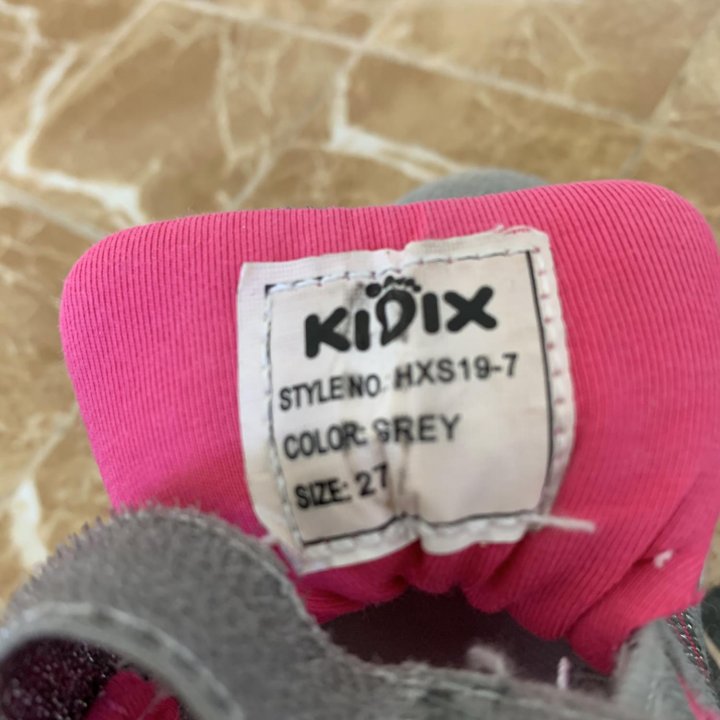 KiDiX
STYLE NO. HXS19-7
COLOR: GREY
SIZE: 27